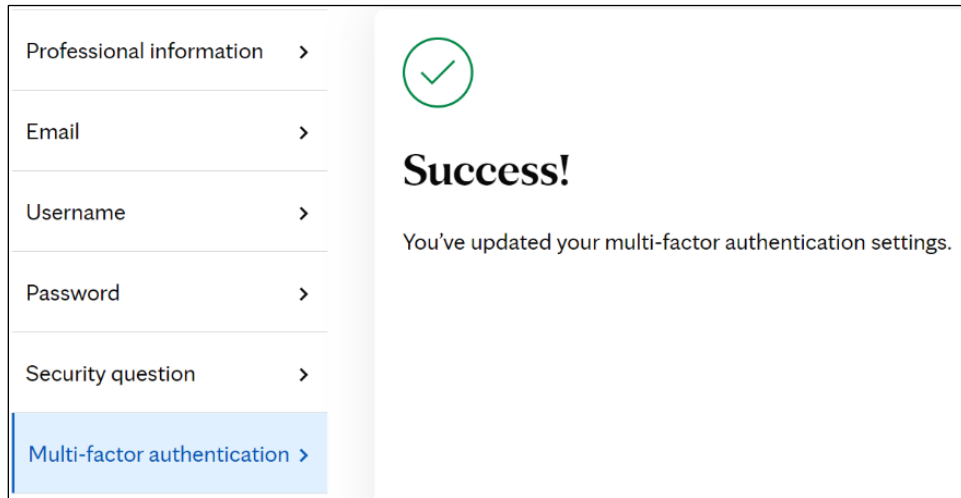 Professional information
Email
Username
Password
Security question
Multi-factor authentication
Success!
You’ve updated your multi-factor authentication settings.